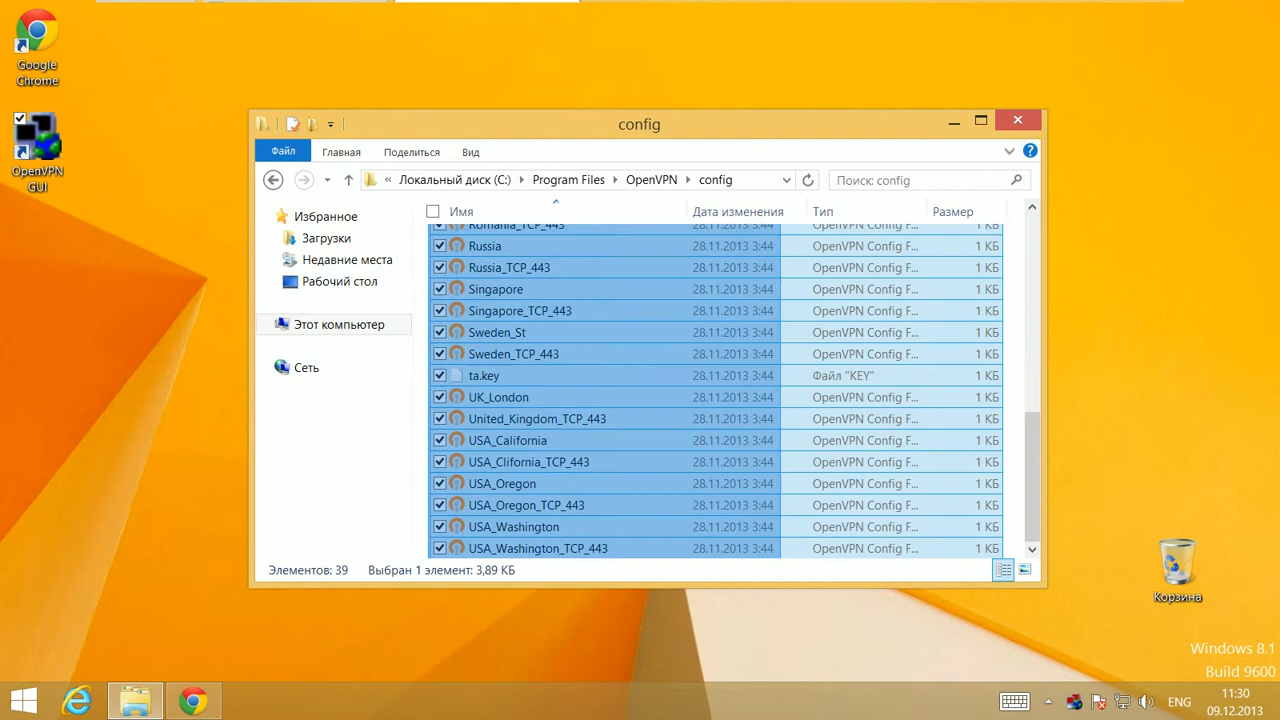 Google
Chrome
OpenVPN
GUI
config
Файл
Главная
Поделиться
Вид
« Локальный диск (C:) Program Files OpenVPN config
Поиск: config
Избранное
Загрузки
Недавние места
Рабочий стол
Этот компьютер
Сеть
Имя Дата изменения Тип Размер
Romania_TCP_443 28.11.2013 3:44 OpenVPN Config F... 1 КБ
Russia 28.11.2013 3:44 OpenVPN Config F... 1 КБ
Russia_TCP_443 28.11.2013 3:44 OpenVPN Config F... 1 КБ
Singapore 28.11.2013 3:44 OpenVPN Config F... 1 КБ
Singapore_TCP_443 28.11.2013 3:44 OpenVPN Config F... 1 КБ
Sweden_St 28.11.2013 3:44 OpenVPN Config F... 1 КБ
Sweden_TCP_443 28.11.2013 3:44 OpenVPN Config F... 1 КБ
ta.key 28.11.2013 3:44 Файл "KEY" 1 КБ
UK_London 28.11.2013 3:44 OpenVPN Config F... 1 КБ
United_Kingdom_TCP_443 28.11.2013 3:44 OpenVPN Config F... 1 КБ
USA_California 28.11.2013 3:44 OpenVPN Config F... 1 КБ
USA_Clifornia_TCP_443 28.11.2013 3:44 OpenVPN Config F... 1 КБ
USA_Oregon 28.11.2013 3:44 OpenVPN Config F... 1 КБ
USA_Oregon_TCP_443 28.11.2013 3:44 OpenVPN Config F... 1 КБ
USA_Washington 28.11.2013 3:44 OpenVPN Config F... 1 КБ
USA_Washington_TCP_443 28.11.2013 3:44 OpenVPN Config F... 1 КБ
Элементов: 39 Выбран 1 элемент: 3,89 КБ
Корзина
Windows 8.1
Build 9600
ENG
11:30
09.12.2013